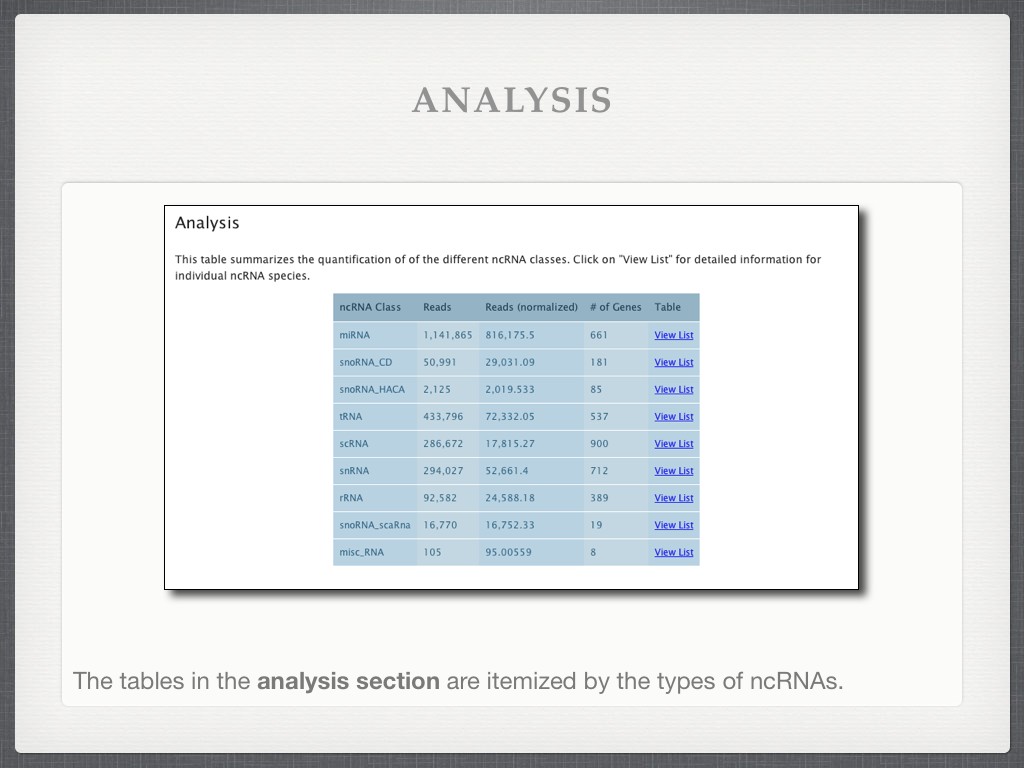 ANALYSIS
Analysis
This table summarizes the quantification of of the different ncRNA classes. Click on "View List" for detailed information for
individual ncRNA species.
ncRNA Class Reads Reads (normalized) # of Genes Table
miRNA 1,141,865 816,175.5 661 View List
snoRNA_CD 50,991 29,031.09 181 View List
snoRNA_HACA 2,125 2,019.533 85 View List
tRNA 433,796 72,332.05 537 View List
scRNA 286,672 17,815.27 900 View List
snRNA 294,027 52,661.4 712 View List
rRNA 92,582 24,588.18 389 View List
snoRNA_scaRna 16,770 16,752.33 19 View List
misc_RNA 105 95.00559 8 View List
The tables in the analysis section are itemized by the types of ncRNAs.